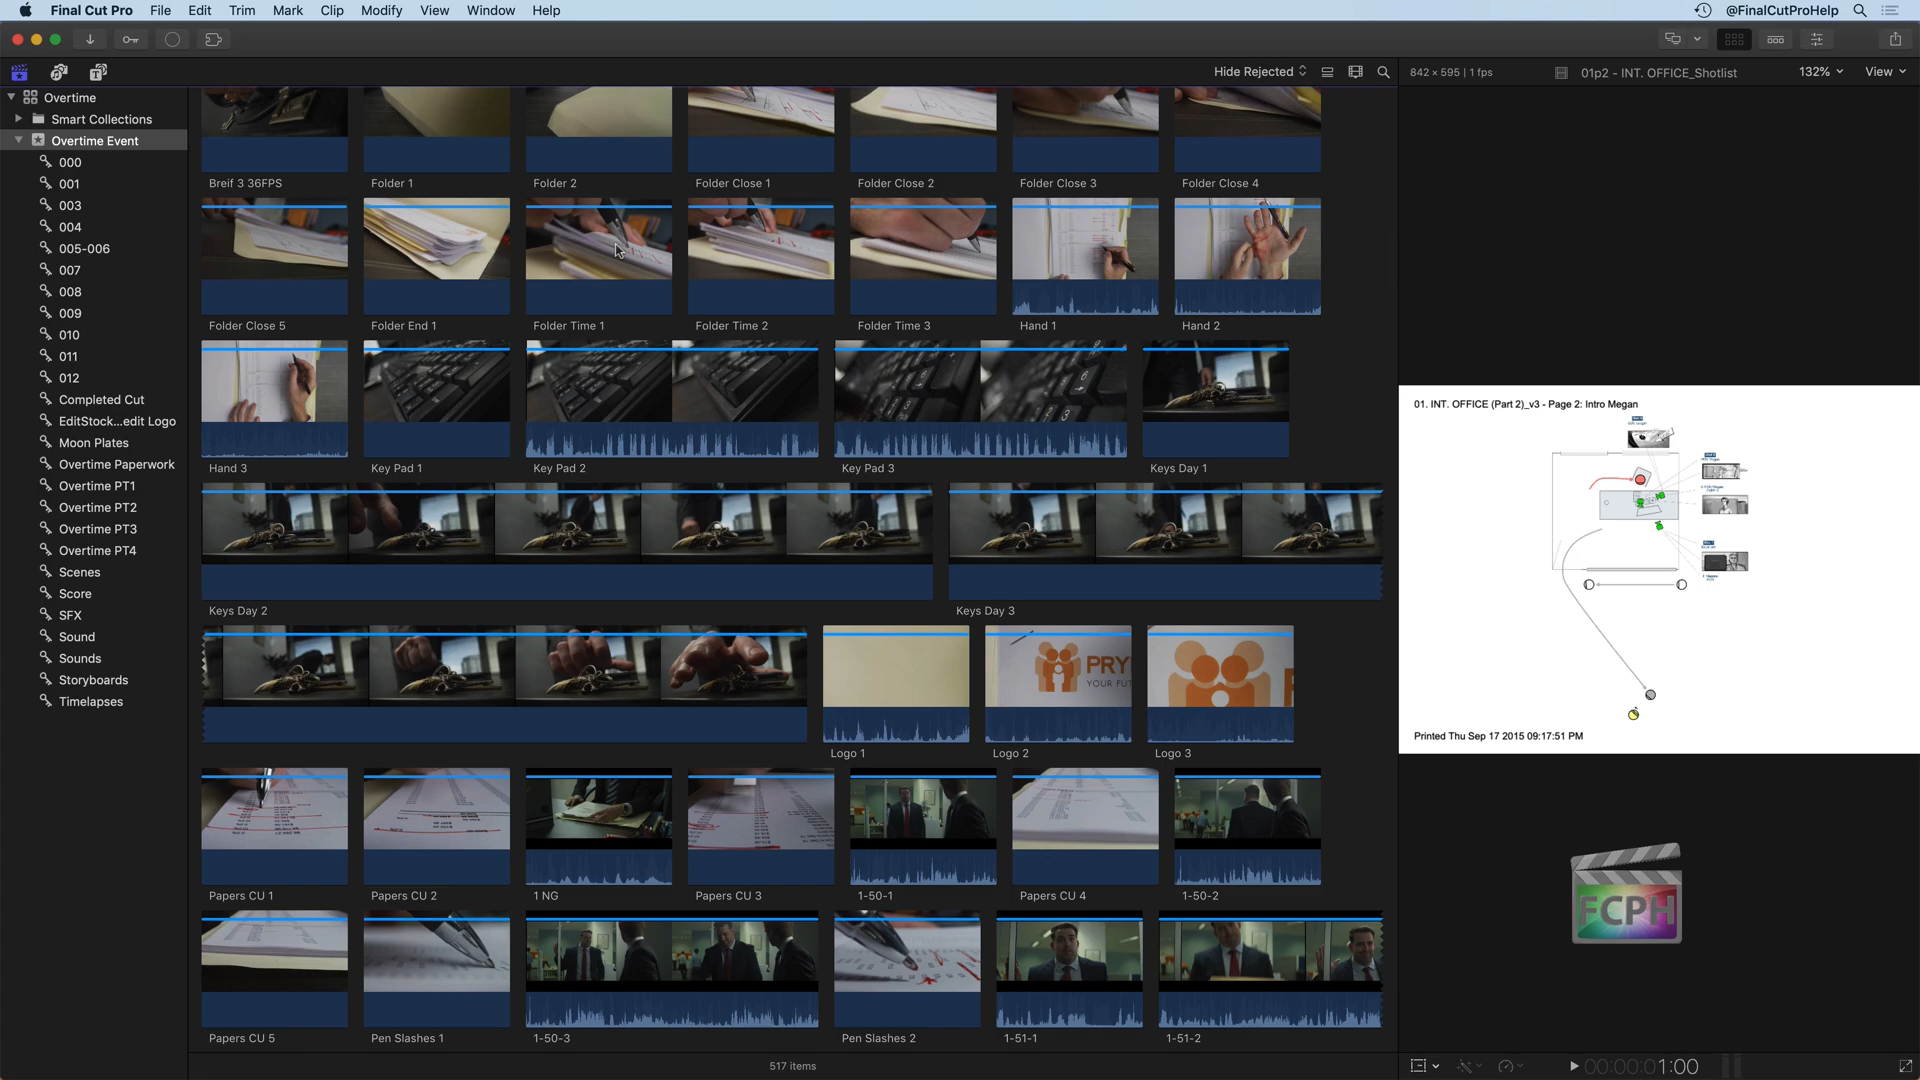 Final Cut Pro File Edit Trim Mark Clip Modify View Window Help @FinalCutProHelp
Hide Rejected 842 × 595 | 1 fps 01p2 - INT. OFFICE_Shotlist 132% View
Overtime
Smart Collections
Overtime Event
000
001
003
004
005-006
007
008
009
010
011
012
Completed Cut
EditStock...edit Logo
Moon Plates
Overtime Paperwork
Overtime PT1
Overtime PT2
Overtime PT3
Overtime PT4
Scenes
Score
SFX
Sound
Sounds
Storyboards
Timelapses
Breif 3 36FPS Folder 1 Folder 2 Folder Close 1 Folder Close 2 Folder Close 3 Folder Close 4
Folder Close 5 Folder End 1 Folder Time 1 Folder Time 2 Folder Time 3 Hand 1 Hand 2
Hand 3 Key Pad 1 Key Pad 2 Key Pad 3 Keys Day 1
Keys Day 2 Keys Day 3
PRY
YOUR FUT
Logo 1 Logo 2 Logo 3
Papers CU 1 Papers CU 2 1 NG Papers CU 3 1-50-1 Papers CU 4 1-50-2
Papers CU 5 Pen Slashes 1 1-50-3 Pen Slashes 2 1-51-1 1-51-2
517 items
01. INT. OFFICE (Part 2)_v3 - Page 2: Intro Megan
Printed Thu Sep 17 2015 09:17:51 PM
FCPH
00:00:01:00